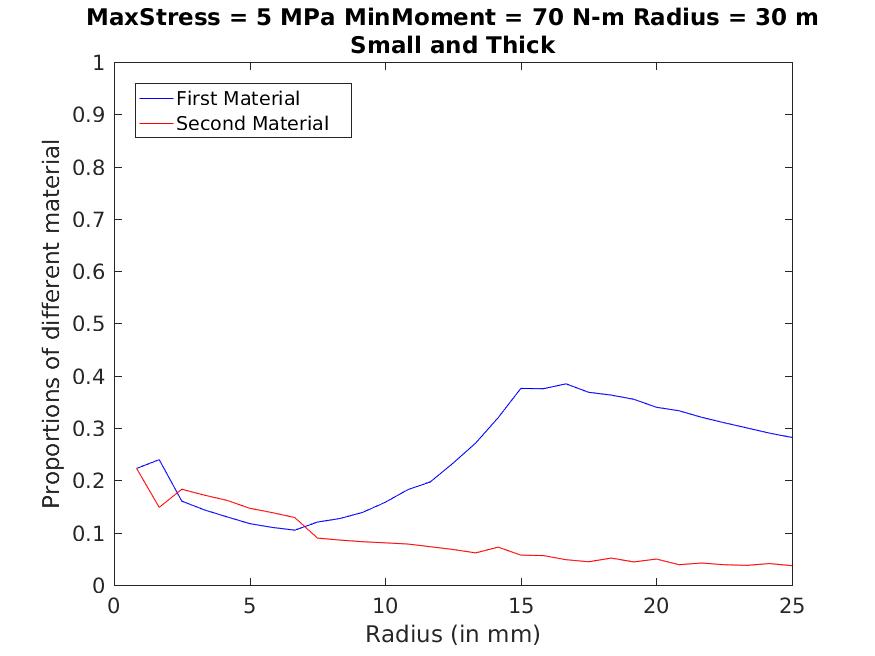 MaxStress = 5 MPa MinMoment = 70 N-m Radius = 30 m
Small and Thick
1
First Material
0.9
Second Material
0.8
0.7
0.6
0.5
0.4
0.3
0.2
0.1
0
Proportions of different material
0 5 10 15 20 25
Radius (in mm)